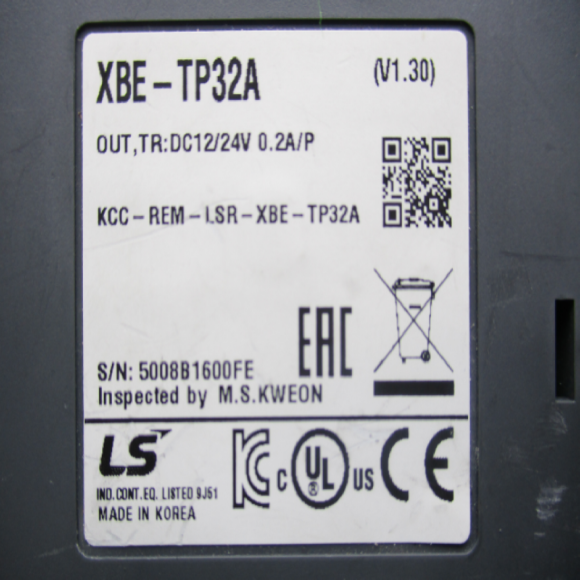 XBE-TP32A (V1.30)
OUT,TR:DC12/24V 0.2A/P
KCC-REM-LSR-XBE-TP32A
EAC
S/N: 5008B1600FE
Inspected by M.S.KWEON
LS
KC
C UL US
CE
IND.CONT.EQ. LISTED 9J51
MADE IN KOREA